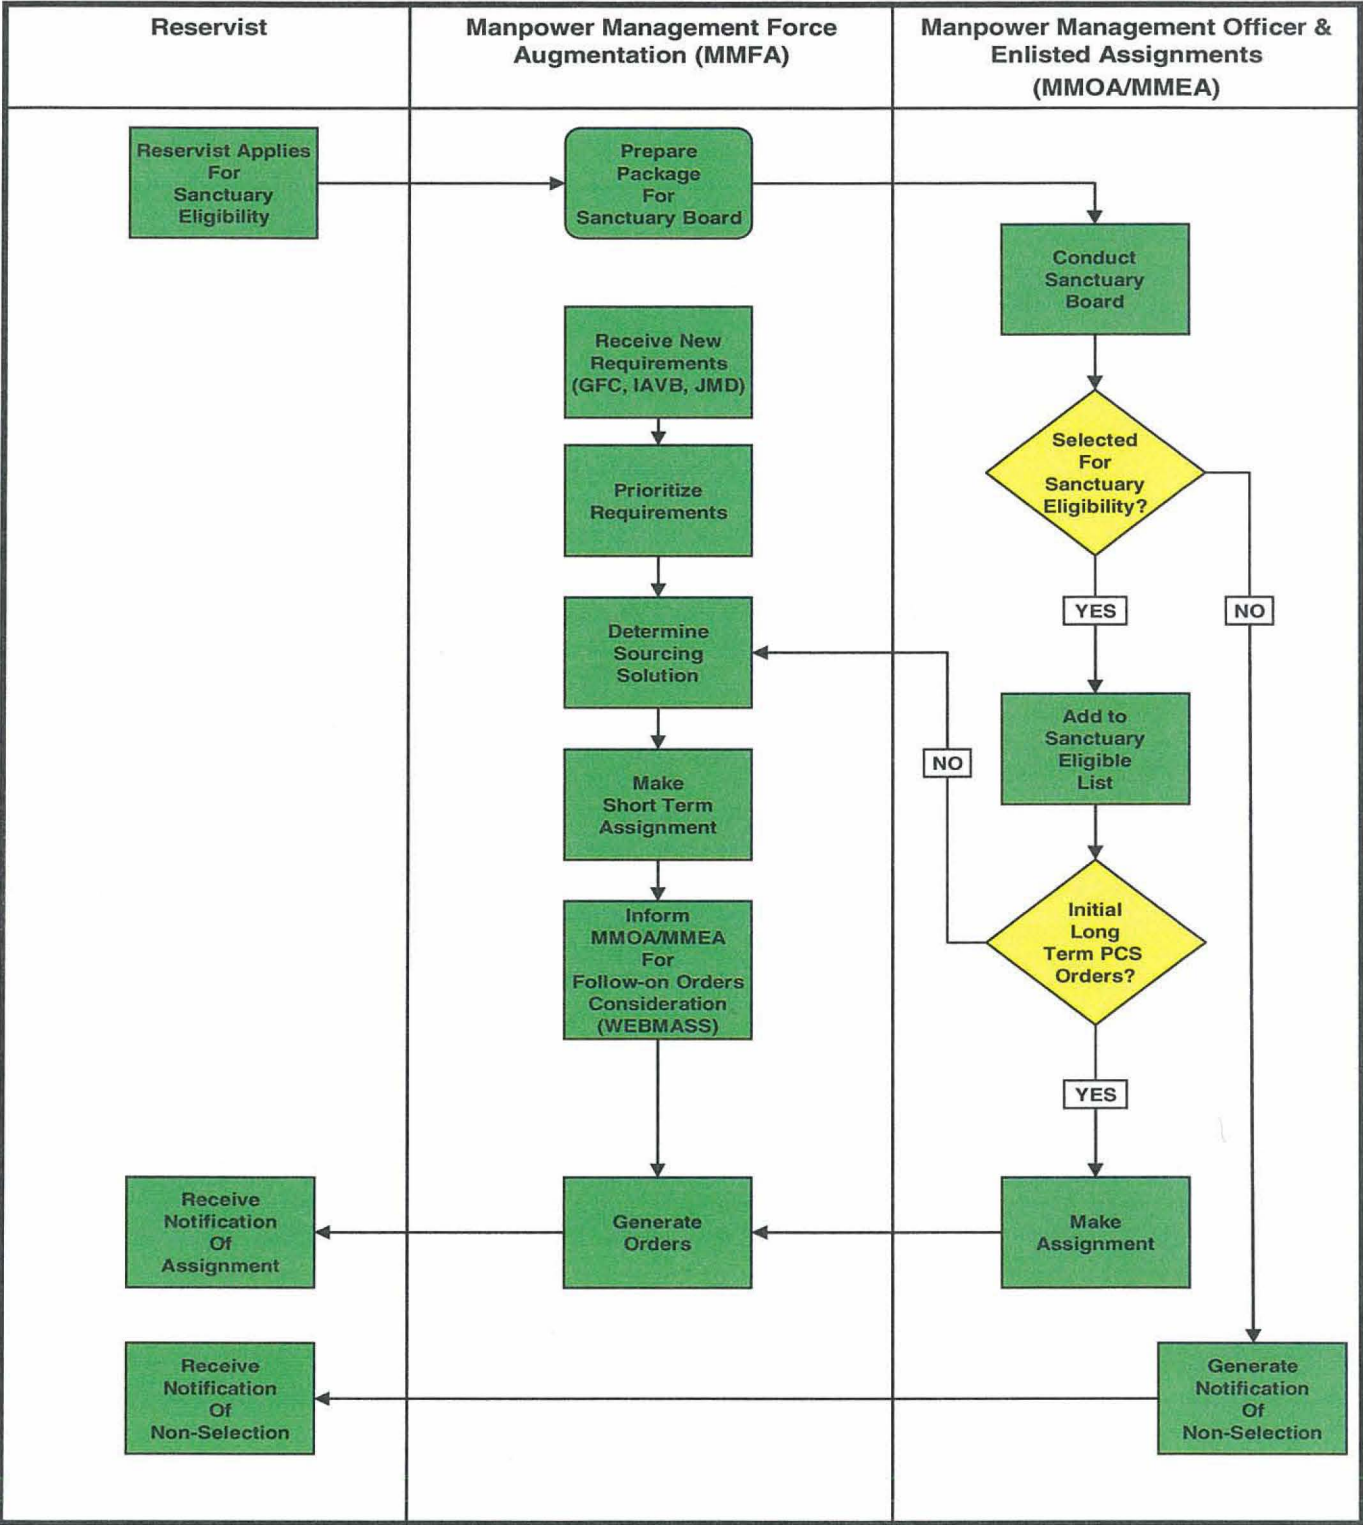 Reservist
Manpower Management Force
Augmentation (MMFA)
Manpower Management Officer &
Enlisted Assignments
(MMOA/MMEA)
Reservist Applies
For
Sanctuary
Eligibility
Prepare
Package
For
Sanctuary Board
Conduct
Sanctuary
Board
Receive New
Requirements
(GFC, IAVB, JMD)
Selected
For
Sanctuary
Eligibility?
Prioritize
Requirements
YES
NO
Determine
Sourcing
Solution
Add to
Sanctuary
Eligible
List
NO
Make
Short Term
Assignment
Initial
Long
Term PCS
Orders?
Inform
MMOA/MMEA
For
Follow-on Orders
Consideration
(WEBMASS)
YES
Receive
Notification
Of
Assignment
Generate
Orders
Make
Assignment
Receive
Notification
Of
Non-Selection
Generate
Notification
Of
Non-Selection